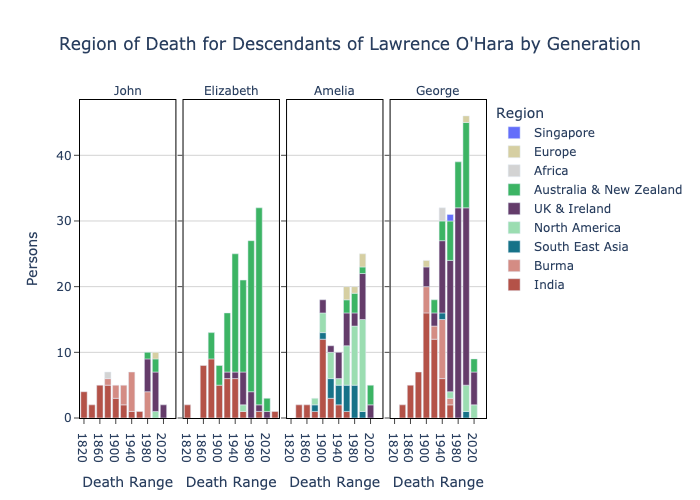 Region of Death for Descendants of Lawrence O'Hara by Generation
John Elizabeth Amelia George
Region
Singapore
Europe
Africa
Australia & New Zealand
UK & Ireland
North America
South East Asia
Burma
India
Persons
40
30
20
10
0
1820 1860 1900 1940 1980 2020 1820 1860 1900 1940 1980 2020 1820 1860 1900 1940 1980 2020 1820 1860 1900 1940 1980 2020
Death Range Death Range Death Range Death Range